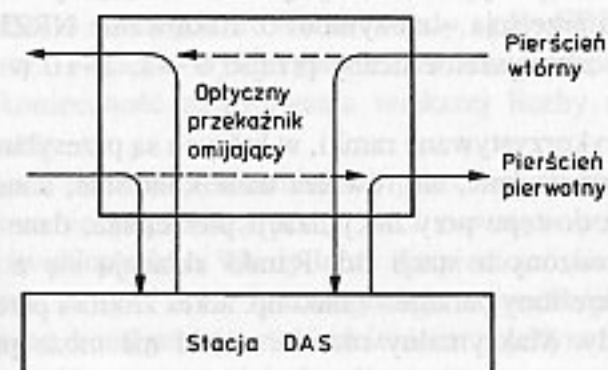 Pierścień
wtórny
Optyczny
przekaźnik
omijający
Pierścień
pierwotny
Stacja DAS